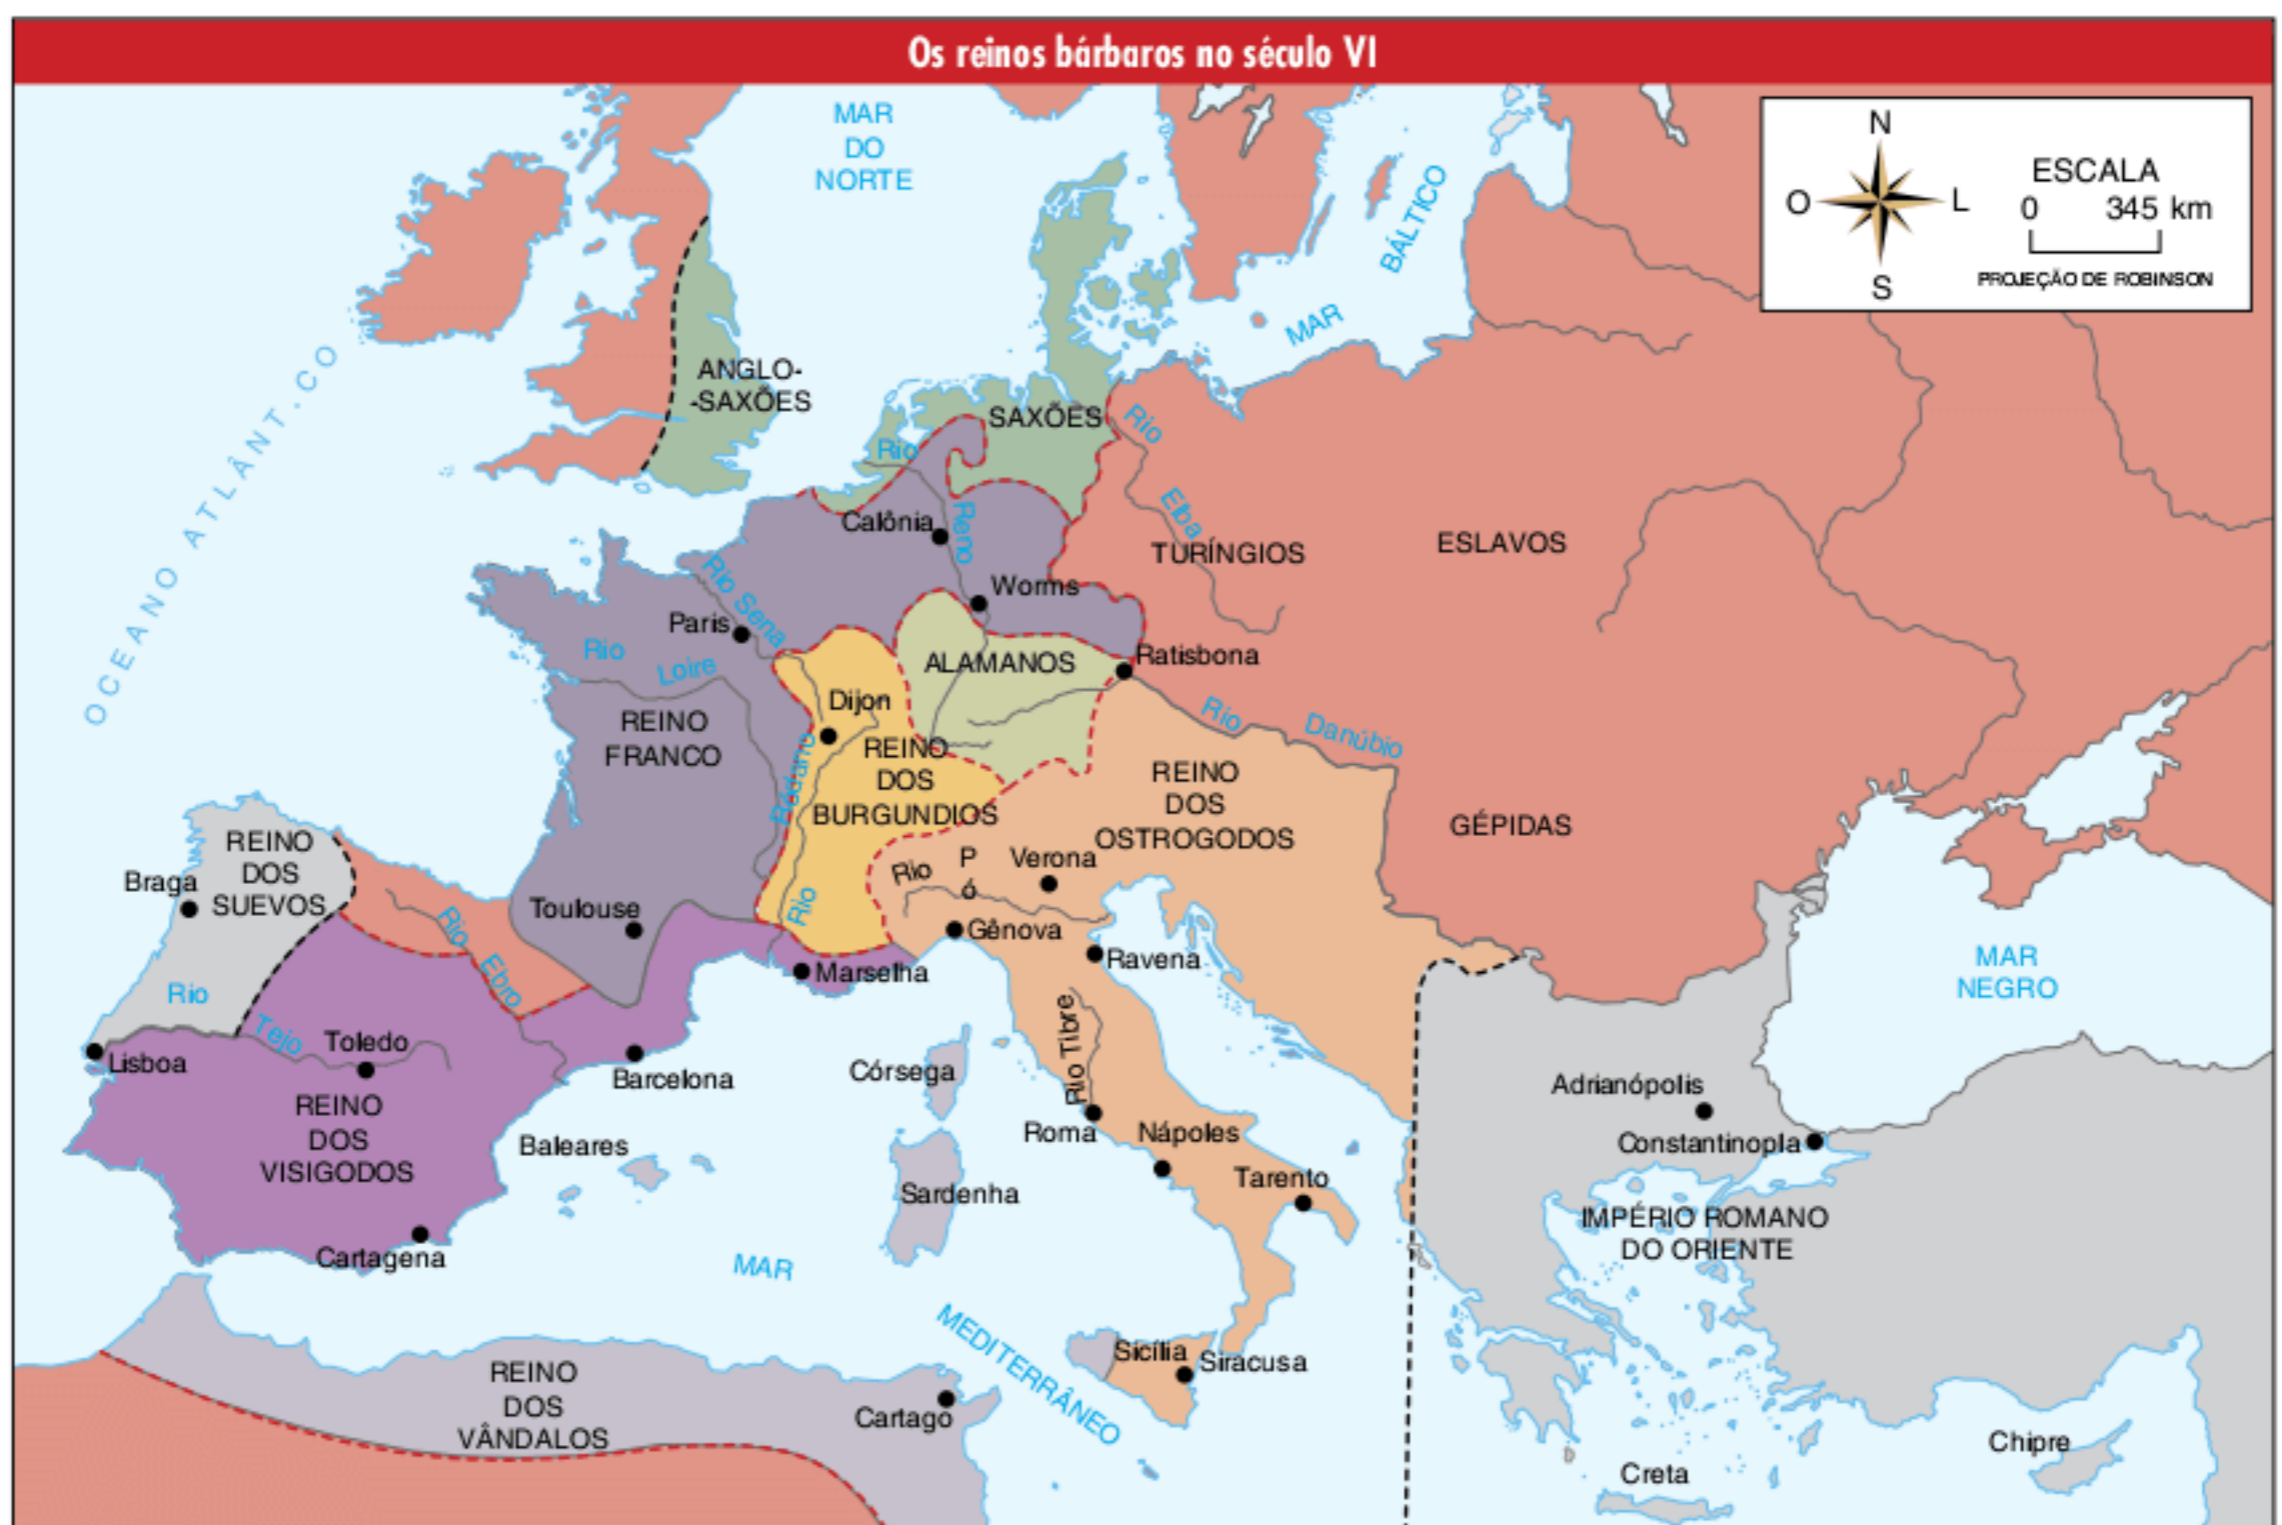 Os reinos bárbaros no século VI
MAR
DO
NORTE
N
O
L
S
ESCALA
0 345 km
PROJEÇÃO DE ROBINSON
MAR
BÁLTICO
OCEANO ATLÂNT.CO
ANGLO-
-SAXÕES
SAXÕES
Rio
Reno
Rio
Elba
Calônia
TURÍNGIOS
ESLAVOS
Worms
Rio Sena
Paris
Rio
Loire
ALAMANOS
Ratisbona
Rio
Danúbio
REINO
FRANCO
Dijon
Ródano
Rio
REINO
DOS
BURGUNDIOS
REINO
DOS
OSTROGODOS
GÉPIDAS
REINO
DOS
SUEVOS
Braga
Rio
Tejo
Rio
Ebro
Toulouse
Rio
Pó
Verona
Gênova
Ravena
Marselha
MAR
NEGRO
Lisboa
Toledo
Barcelona
REINO
DOS
VISIGODOS
Baleares
Cartagena
Córsega
Sardenha
Rio Tibre
Roma
Nápoles
Tarento
Adrianópolis
Constantinopla
IMPÉRIO ROMANO
DO ORIENTE
MAR
MEDITERRÂNEO
Sicília
Siracusa
REINO
DOS
VÂNDALOS
Cartago
Creta
Chipre